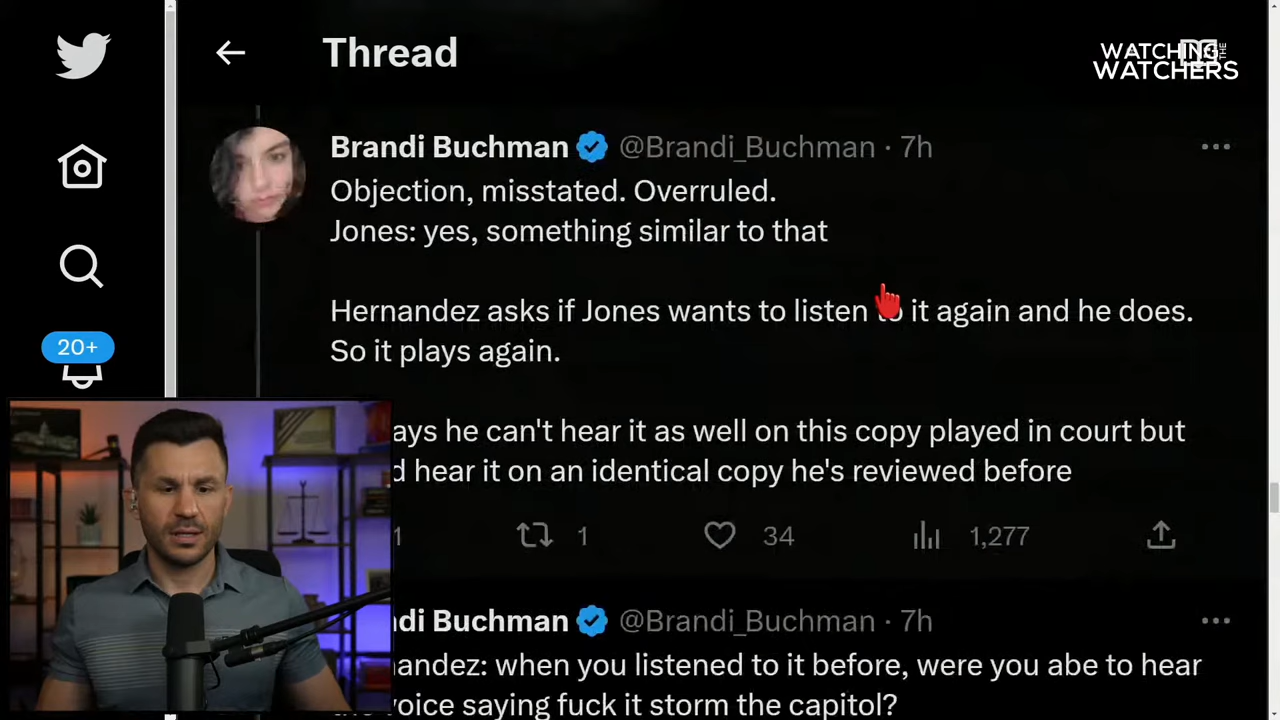 Thread
WATCHING THE
WATCHERS
Brandi Buchman @Brandi_Buchman · 7h
Objection, misstated. Overruled.
Jones: yes, something similar to that
Hernandez asks if Jones wants to listen to it again and he does.
So it plays again.
20+
ays he can't hear it as well on this copy played in court but
d hear it on an identical copy he's reviewed before
1 1 34 1,277
di Buchman @Brandi_Buchman · 7h
nandez: when you listened to it before, were you abe to hear
voice saying fuck it storm the capitol?